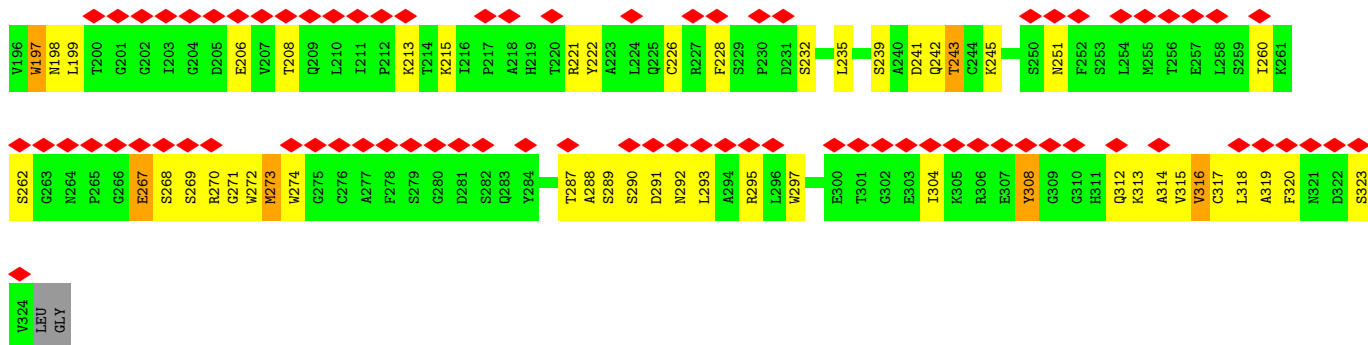 V196 W197 N198 L199 T200 G201 G202 I203 G204 D205 E206 V207 T208 Q209 L210 I211 P212 K213 T214 K215 I216 P217 A218 H219 T220 R221 Y222 A223 L224 Q225 C226 R227 F228 S229 P230 D231 S232 L235 S239 A240 D241 Q242 T243 C244 K245 S250 N251 F252 S253 L254 M255 T256 E257 L258 S259 I260 K261
S262 G263 N264 P265 G266 E267 S268 S269 R270 G271 W272 M273 W274 G275 C276 A277 F278 S279 G280 D281 S282 Q283 Y284 T287 A288 S289 S290 D291 N292 L293 A294 R295 L296 W297 E300 T301 G302 E303 I304 K305 R306 E307 Y308 G309 G310 H311 Q312 K313 A314 V315 V316 C317 L318 A319 F320 N321 D322 S323
V324 LEU GLY